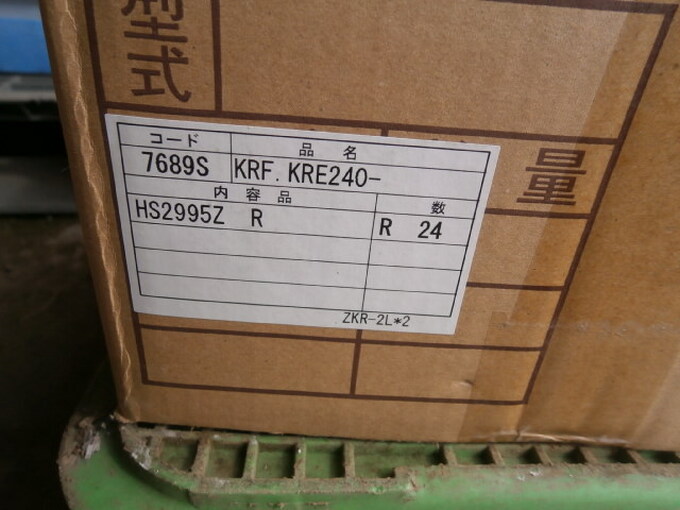 型式
量
コード 品名
7689S KRF. KRE240-
内容品 数
HS2995Z R R 24
ZKR-2L*2